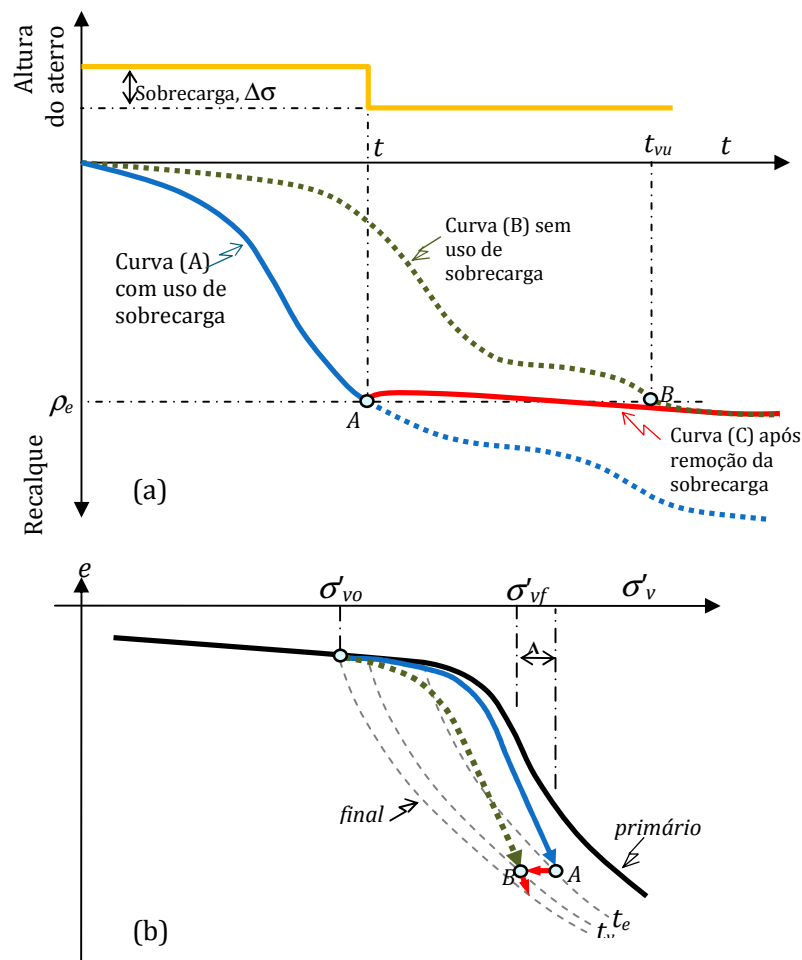 Altura
do aterro
Sobrecarga, Δσ
t
t_vu
t
Curva (B) sem
uso de
sobrecarga
Curva (A)
com uso de
sobrecarga
ρ_e
A
B
Curva (C) após
remoção da
sobrecarga
Recalque
(a)
e
σ'_vo
σ'_vf
σ'_v
final
primário
B
A
t_e
(b)